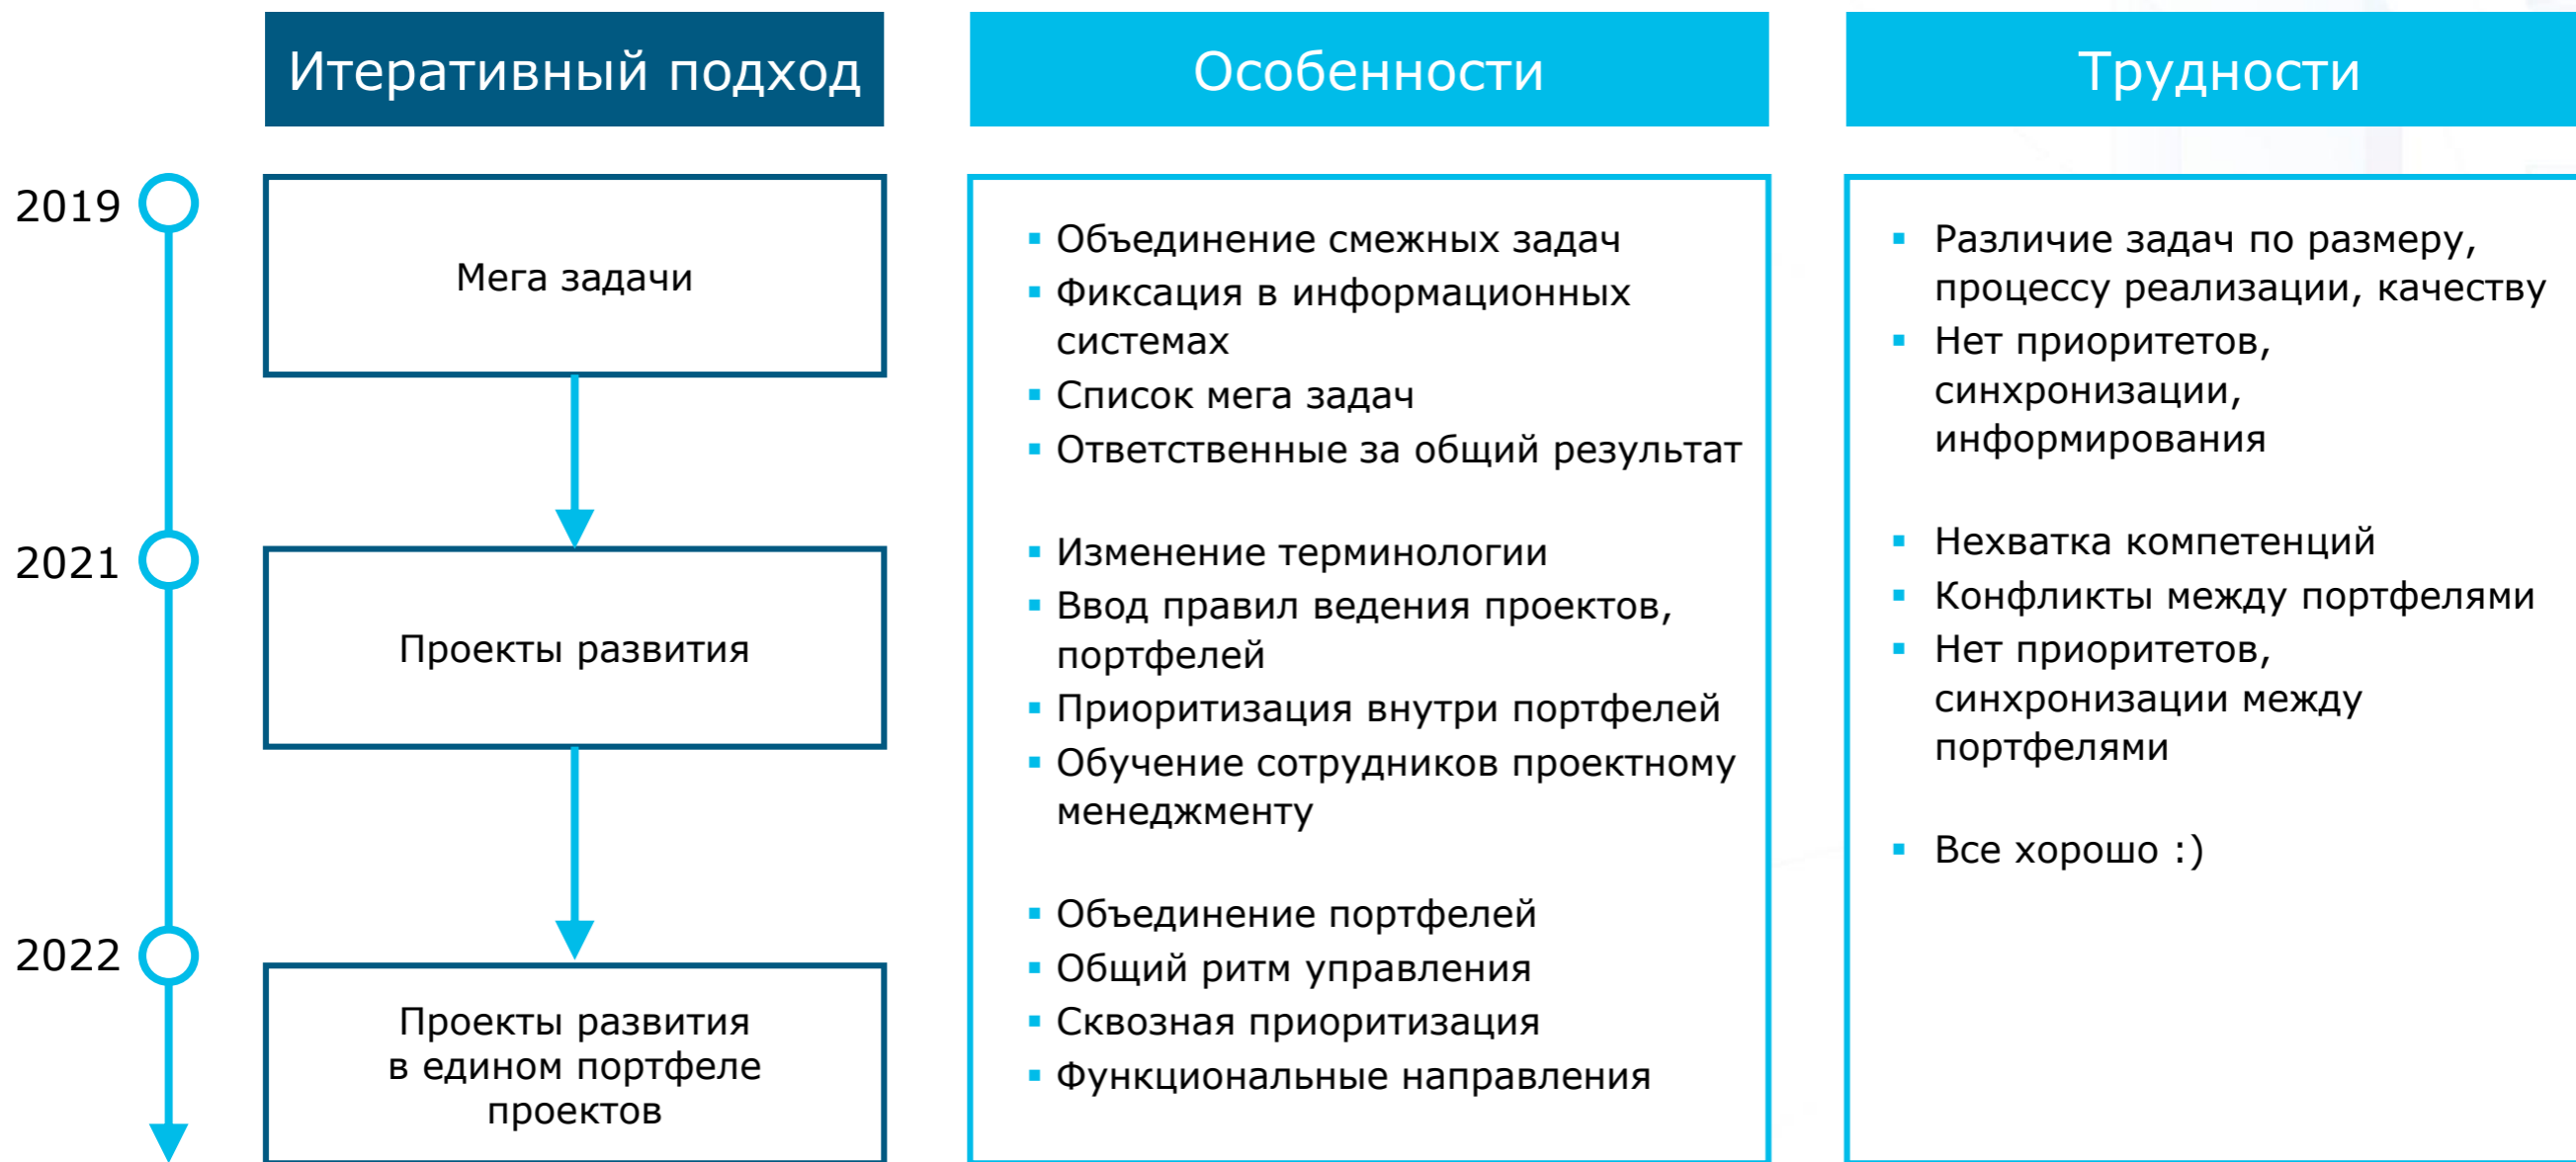 Итеративный подход
Особенности
Трудности
2019
Мега задачи
2021
Проекты развития
2022
Проекты развития
в едином портфеле
проектов
▪ Объединение смежных задач
▪ Фиксация в информационных
системах
▪ Список мега задач
▪ Ответственные за общий результат
▪ Изменение терминологии
▪ Ввод правил ведения проектов,
портфелей
▪ Приоритизация внутри портфелей
▪ Обучение сотрудников проектному
менеджменту
▪ Объединение портфелей
▪ Общий ритм управления
▪ Сквозная приоритизация
▪ Функциональные направления
▪ Различие задач по размеру,
процессу реализации, качеству
▪ Нет приоритетов,
синхронизации,
информирования
▪ Нехватка компетенций
▪ Конфликты между портфелями
▪ Нет приоритетов,
синхронизации между
портфелями
▪ Все хорошо :)